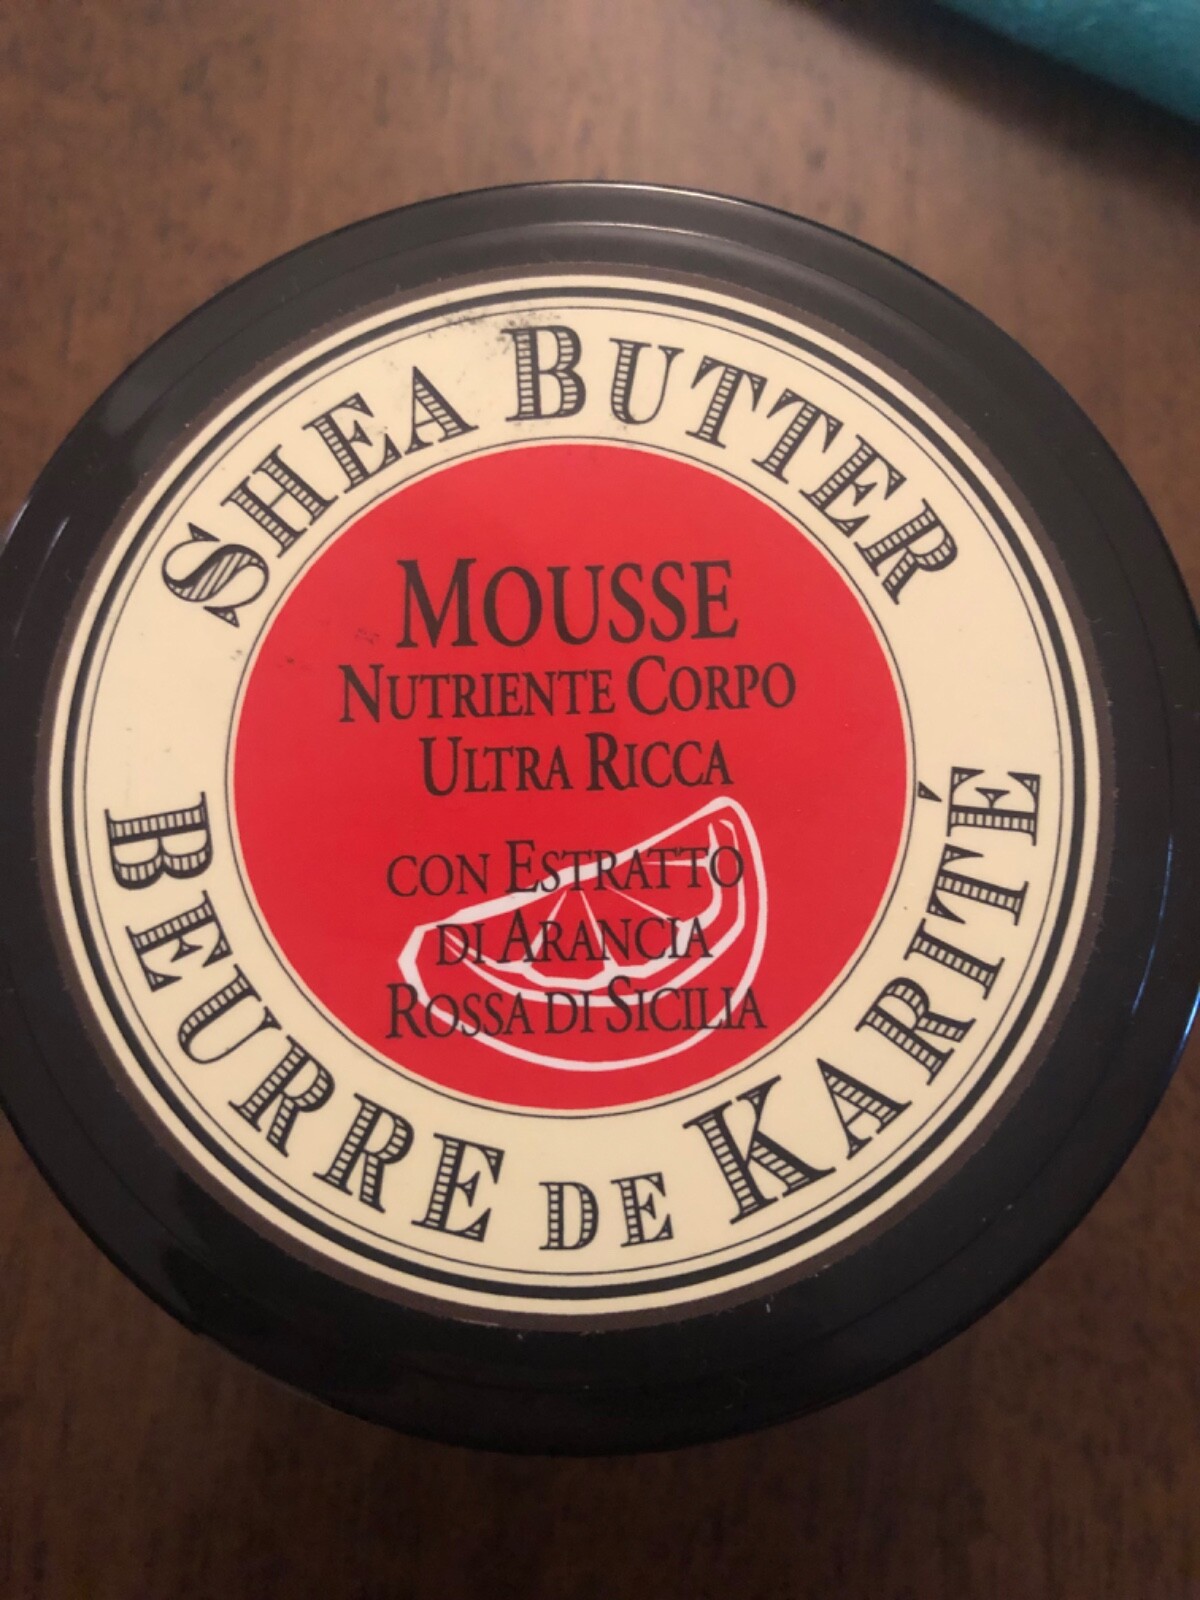 SHEA BUTTER
MOUSSE
NUTRIENTE CORPO
ULTRA RICCA
CON ESTRATTO
DI ARANCIA
ROSSA DI SICILIA
BEURRE DE KARITÉ